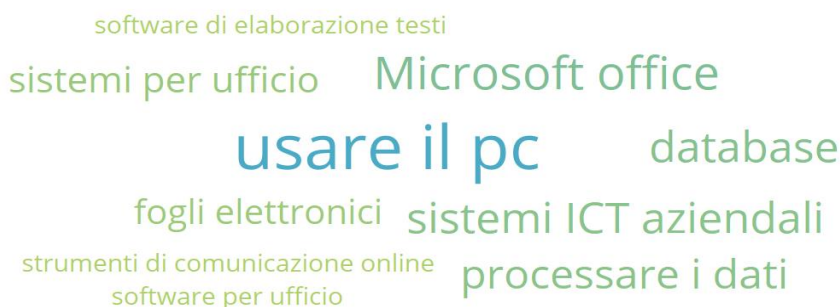 software di elaborazione testi
sistemi per ufficio
Microsoft office
usare il pc
database
fogli elettronici
sistemi ICT aziendali
strumenti di comunicazione online
processare i dati
software per ufficio